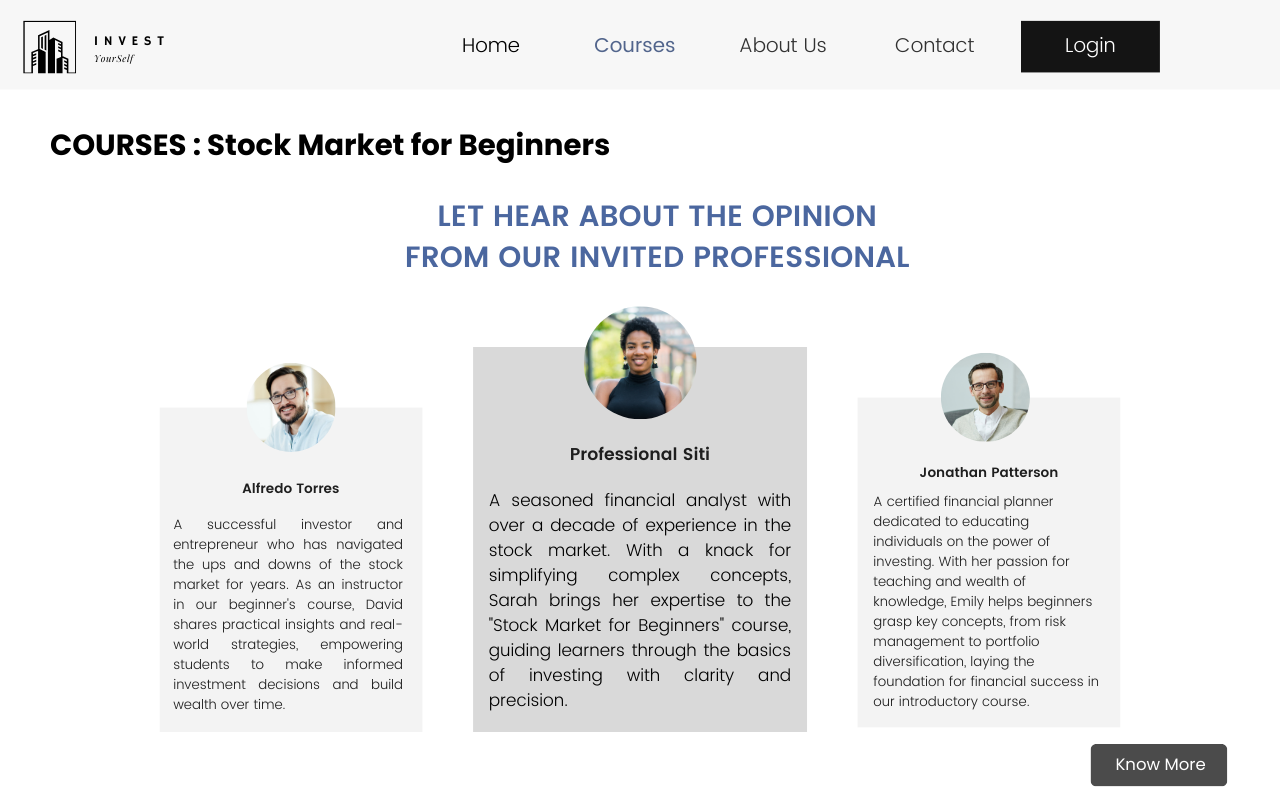 INVEST
YourSelf
Home
Courses
About Us
Contact
Login
COURSES : Stock Market for Beginners
LET HEAR ABOUT THE OPINION
FROM OUR INVITED PROFESSIONAL
Alfredo Torres
A successful investor and
entrepreneur who has navigated
the ups and downs of the stock
market for years. As an instructor
in our beginner's course, David
shares practical insights and real-
world strategies, empowering
students to make informed
investment decisions and build
wealth over time.
Professional Siti
A seasoned financial analyst with
over a decade of experience in the
stock market. With a knack for
simplifying complex concepts,
Sarah brings her expertise to the
"Stock Market for Beginners" course,
guiding learners through the basics
of investing with clarity and
precision.
Jonathan Patterson
A certified financial planner
dedicated to educating
individuals on the power of
investing. With her passion for
teaching and wealth of
knowledge, Emily helps beginners
grasp key concepts, from risk
management to portfolio
diversification, laying the
foundation for financial success in
our introductory course.
Know More